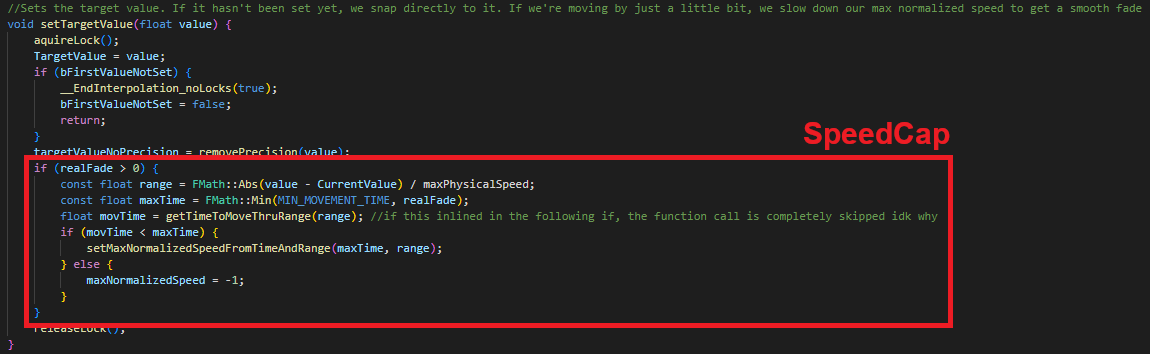 //Sets the target value. If it hasn't been set yet, we snap directly to it. If we're moving by just a little bit, we slow down our max normalized speed to get a smooth fade
void setTargetValue(float value) {
aquireLock();
TargetValue = value;
if (bFirstValueNotSet) {
__EndInterpolation_noLocks(true);
bFirstValueNotSet = false;
return;
}
SpeedCap
targetValueNoPrecision = removePrecision(value);
if (realFade > 0) {
const float range = FMath::Abs(value - CurrentValue) / maxPhysicalSpeed;
const float maxTime = FMath::Min(MIN_MOVEMENT_TIME, realFade);
float movTime = getTimeToMoveThruRange(range); //if this inlined in the following if, the function call is completely skipped idk why
if (movTime < maxTime) {
setMaxNormalizedSpeedFromTimeAndRange(maxTime, range);
} else {
maxNormalizedSpeed = -1;
}
}
releaseLock();
}